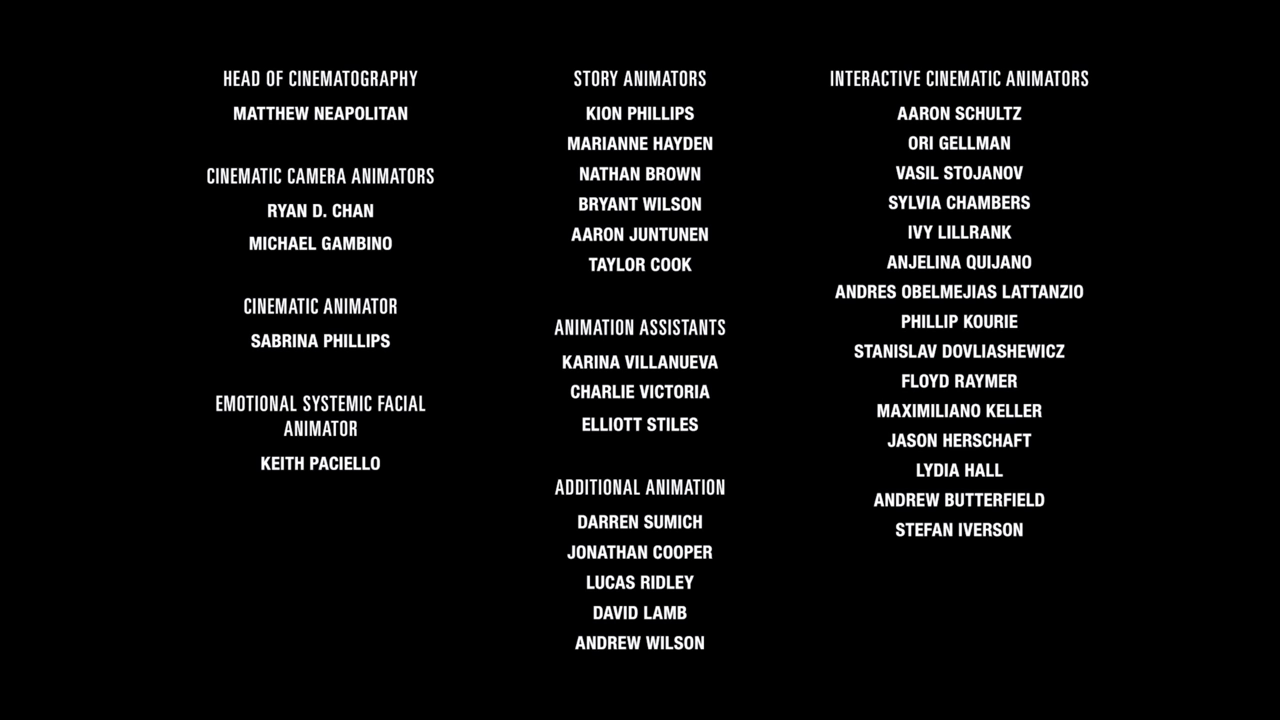 HEAD OF CINEMATOGRAPHY
MATTHEW NEAPOLITAN
CINEMATIC CAMERA ANIMATORS
RYAN D. CHAN
MICHAEL GAMBINO
CINEMATIC ANIMATOR
SABRINA PHILLIPS
EMOTIONAL SYSTEMIC FACIAL
ANIMATOR
KEITH PACIELLO
STORY ANIMATORS
KION PHILLIPS
MARIANNE HAYDEN
NATHAN BROWN
BRYANT WILSON
AARON JUNTUNEN
TAYLOR COOK
ANIMATION ASSISTANTS
KARINA VILLANUEVA
CHARLIE VICTORIA
ELLIOTT STILES
ADDITIONAL ANIMATION
DARREN SUMICH
JONATHAN COOPER
LUCAS RIDLEY
DAVID LAMB
ANDREW WILSON
INTERACTIVE CINEMATIC ANIMATORS
AARON SCHULTZ
ORI GELLMAN
VASIL STOJANOV
SYLVIA CHAMBERS
IVY LILLRANK
ANJELINA QUIJANO
ANDRES OBELMEJIAS LATTANZIO
PHILLIP KOURIE
STANISLAV DOVLIASHEWICZ
FLOYD RAYMER
MAXIMILIANO KELLER
JASON HERSCHAFT
LYDIA HALL
ANDREW BUTTERFIELD
STEFAN IVERSON